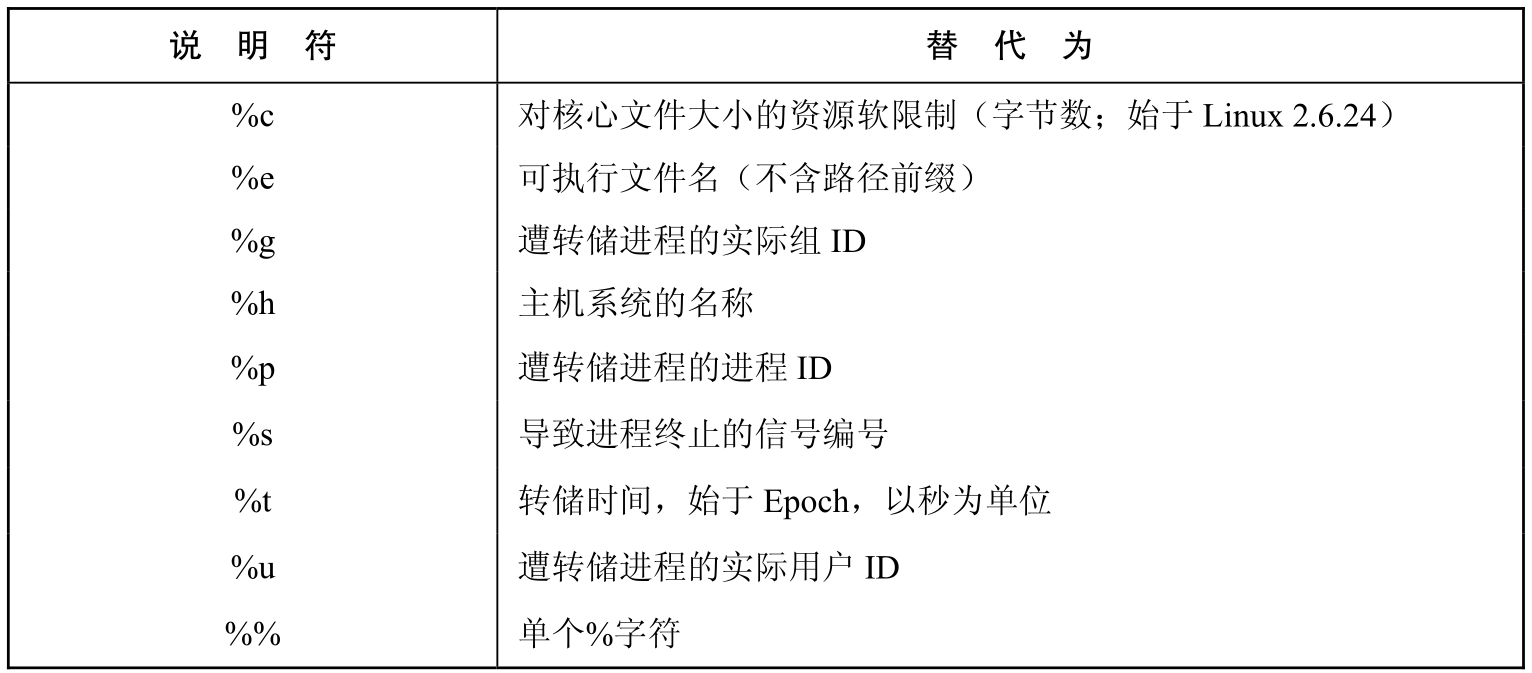 说 明 符 替 代 为
%c 对核心文件大小的资源软限制（字节数；始于 Linux 2.6.24）
%e 可执行文件名（不含路径前缀）
%g 遭转储进程的实际组 ID
%h 主机系统的名称
%p 遭转储进程的进程 ID
%s 导致进程终止的信号编号
%t 转储时间，始于 Epoch，以秒为单位
%u 遭转储进程的实际用户 ID
%% 单个%字符